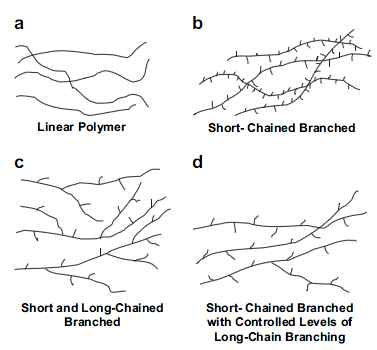 a
Linear Polymer
b
Short- Chained Branched
c
Short and Long-Chained
Branched
d
Short- Chained Branched
with Controlled Levels of
Long-Chain Branching